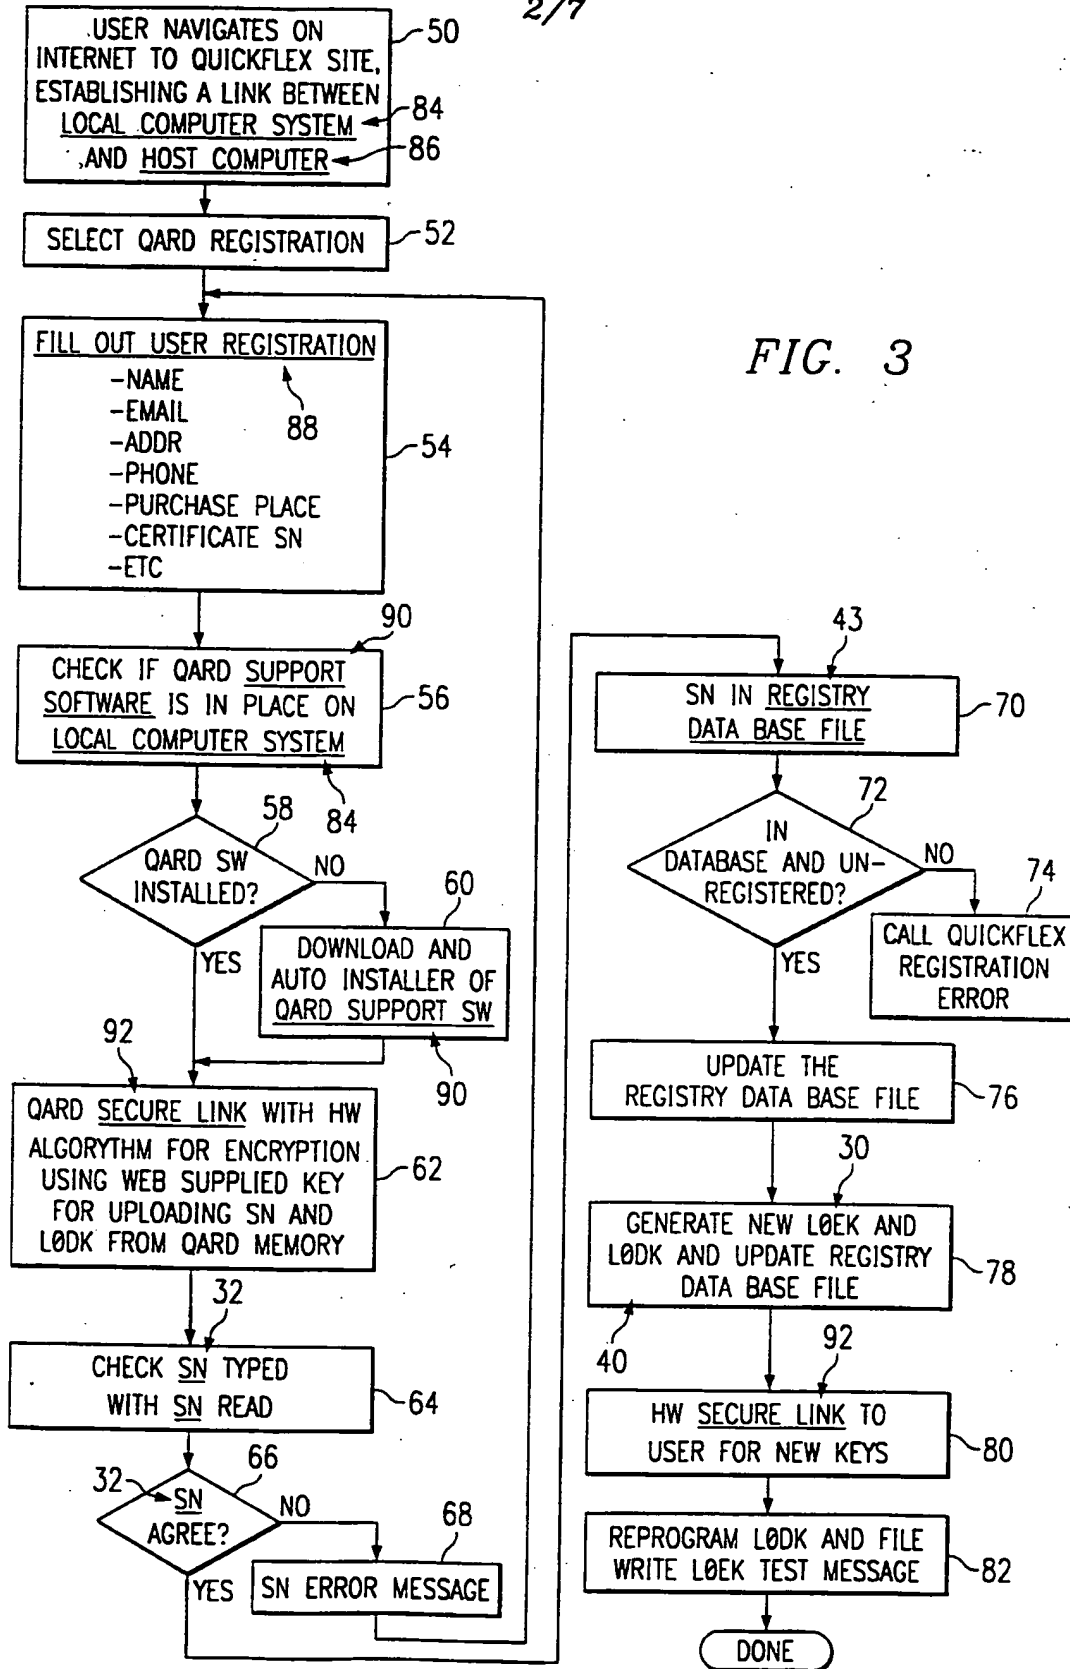 2/7
USER NAVIGATES ON
INTERNET TO QUICKFLEX SITE,
ESTABLISHING A LINK BETWEEN
LOCAL COMPUTER SYSTEM
AND HOST COMPUTER
50
84
86
SELECT QARD REGISTRATION
52
FILL OUT USER REGISTRATION
-NAME
-EMAIL
-ADDR
-PHONE
-PURCHASE PLACE
-CERTIFICATE SN
-ETC
88
54
FIG. 3
90
CHECK IF QARD SUPPORT
SOFTWARE IS IN PLACE ON
LOCAL COMPUTER SYSTEM
56
84
58
QARD SW
INSTALLED?
NO
YES
60
DOWNLOAD AND
AUTO INSTALLER OF
QARD SUPPORT SW
90
92
QARD SECURE LINK WITH HW
ALGORYTHM FOR ENCRYPTION
USING WEB SUPPLIED KEY
FOR UPLOADING SN AND
L0DK FROM QARD MEMORY
62
32
CHECK SN TYPED
WITH SN READ
64
66
32
SN
AGREE?
NO
YES
68
SN ERROR MESSAGE
43
SN IN REGISTRY
DATA BASE FILE
70
72
IN
DATABASE AND UN-
REGISTERED?
NO
YES
74
CALL QUICKFLEX
REGISTRATION
ERROR
UPDATE THE
REGISTRY DATA BASE FILE
76
30
GENERATE NEW L0EK AND
L0DK AND UPDATE REGISTRY
DATA BASE FILE
78
40
92
HW SECURE LINK TO
USER FOR NEW KEYS
80
REPROGRAM L0DK AND FILE
WRITE L0EK TEST MESSAGE
82
DONE